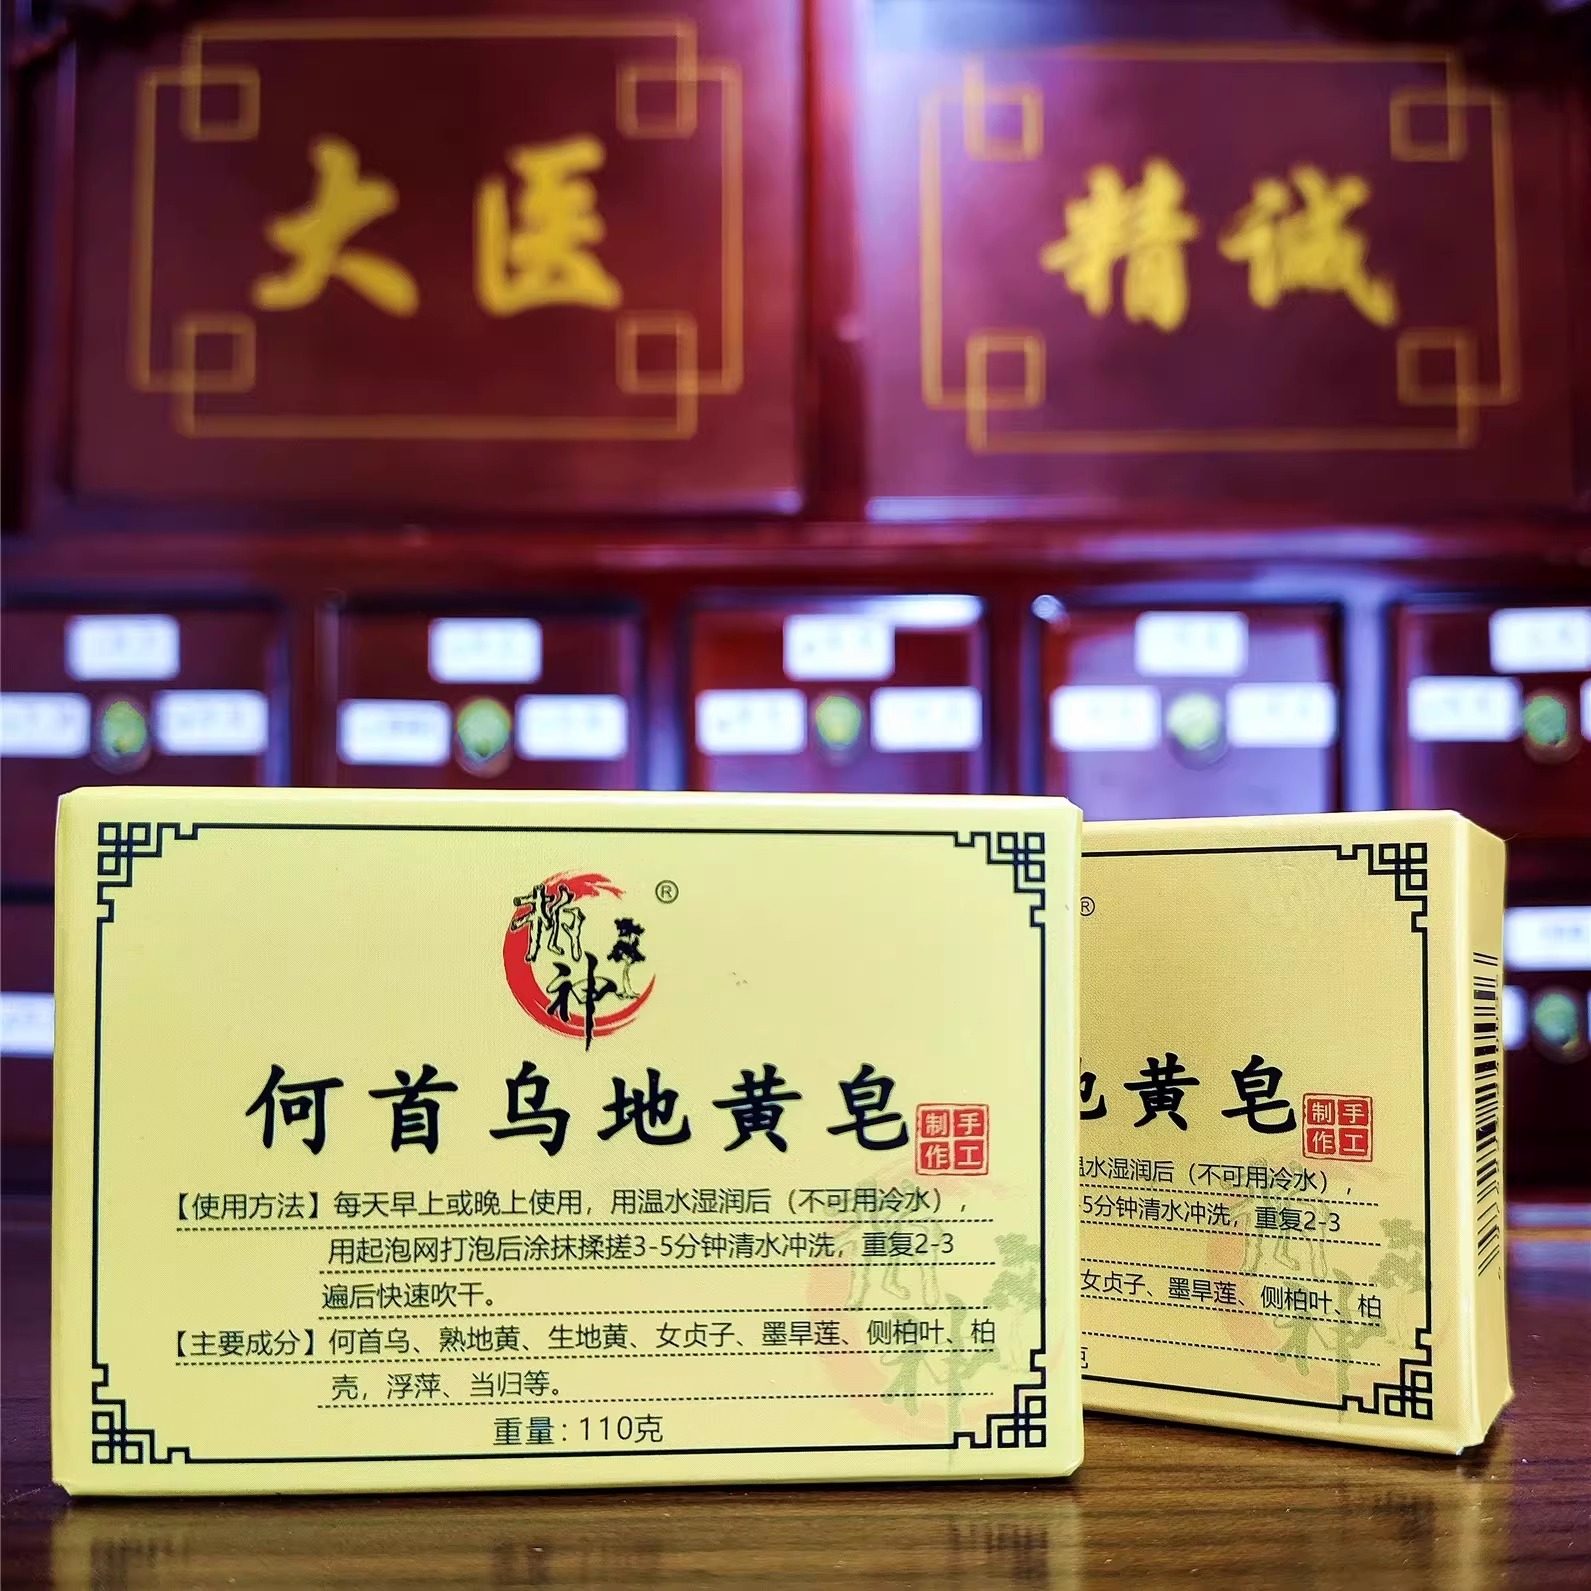 大医
精诚
柏神®
何首乌地黄皂
手工
制作
【使用方法】每天早上或晚上使用，用温水湿润后（不可用冷水），
用起泡网打泡后涂抹揉搓3-5分钟清水冲洗，重复2-3
遍后快速吹干。
【主要成分】何首乌、熟地黄、生地黄、女贞子、墨旱莲、侧柏叶、柏
壳，浮萍、当归等。
重量：110克
®
地黄皂
手工
制作
温水湿润后（不可用冷水），
-5分钟清水冲洗，重复2-3
女贞子、墨旱莲、侧柏叶、柏
克